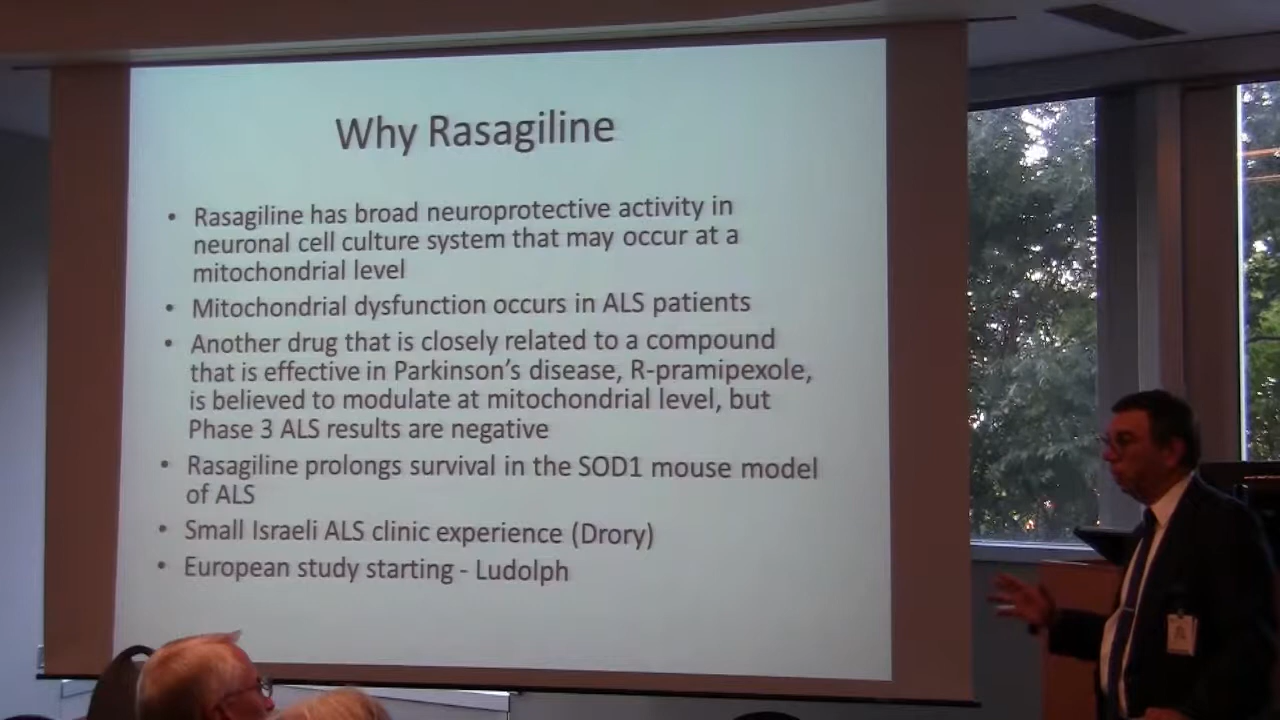 Why Rasagiline
• Rasagiline has broad neuroprotective activity in
neuronal cell culture system that may occur at a
mitochondrial level
• Mitochondrial dysfunction occurs in ALS patients
• Another drug that is closely related to a compound
that is effective in Parkinson's disease, R-pramipexole,
is believed to modulate at mitochondrial level, but
Phase 3 ALS results are negative
• Rasagiline prolongs survival in the SOD1 mouse model
of ALS
• Small Israeli ALS clinic experience (Drory)
• European study starting - Ludolph